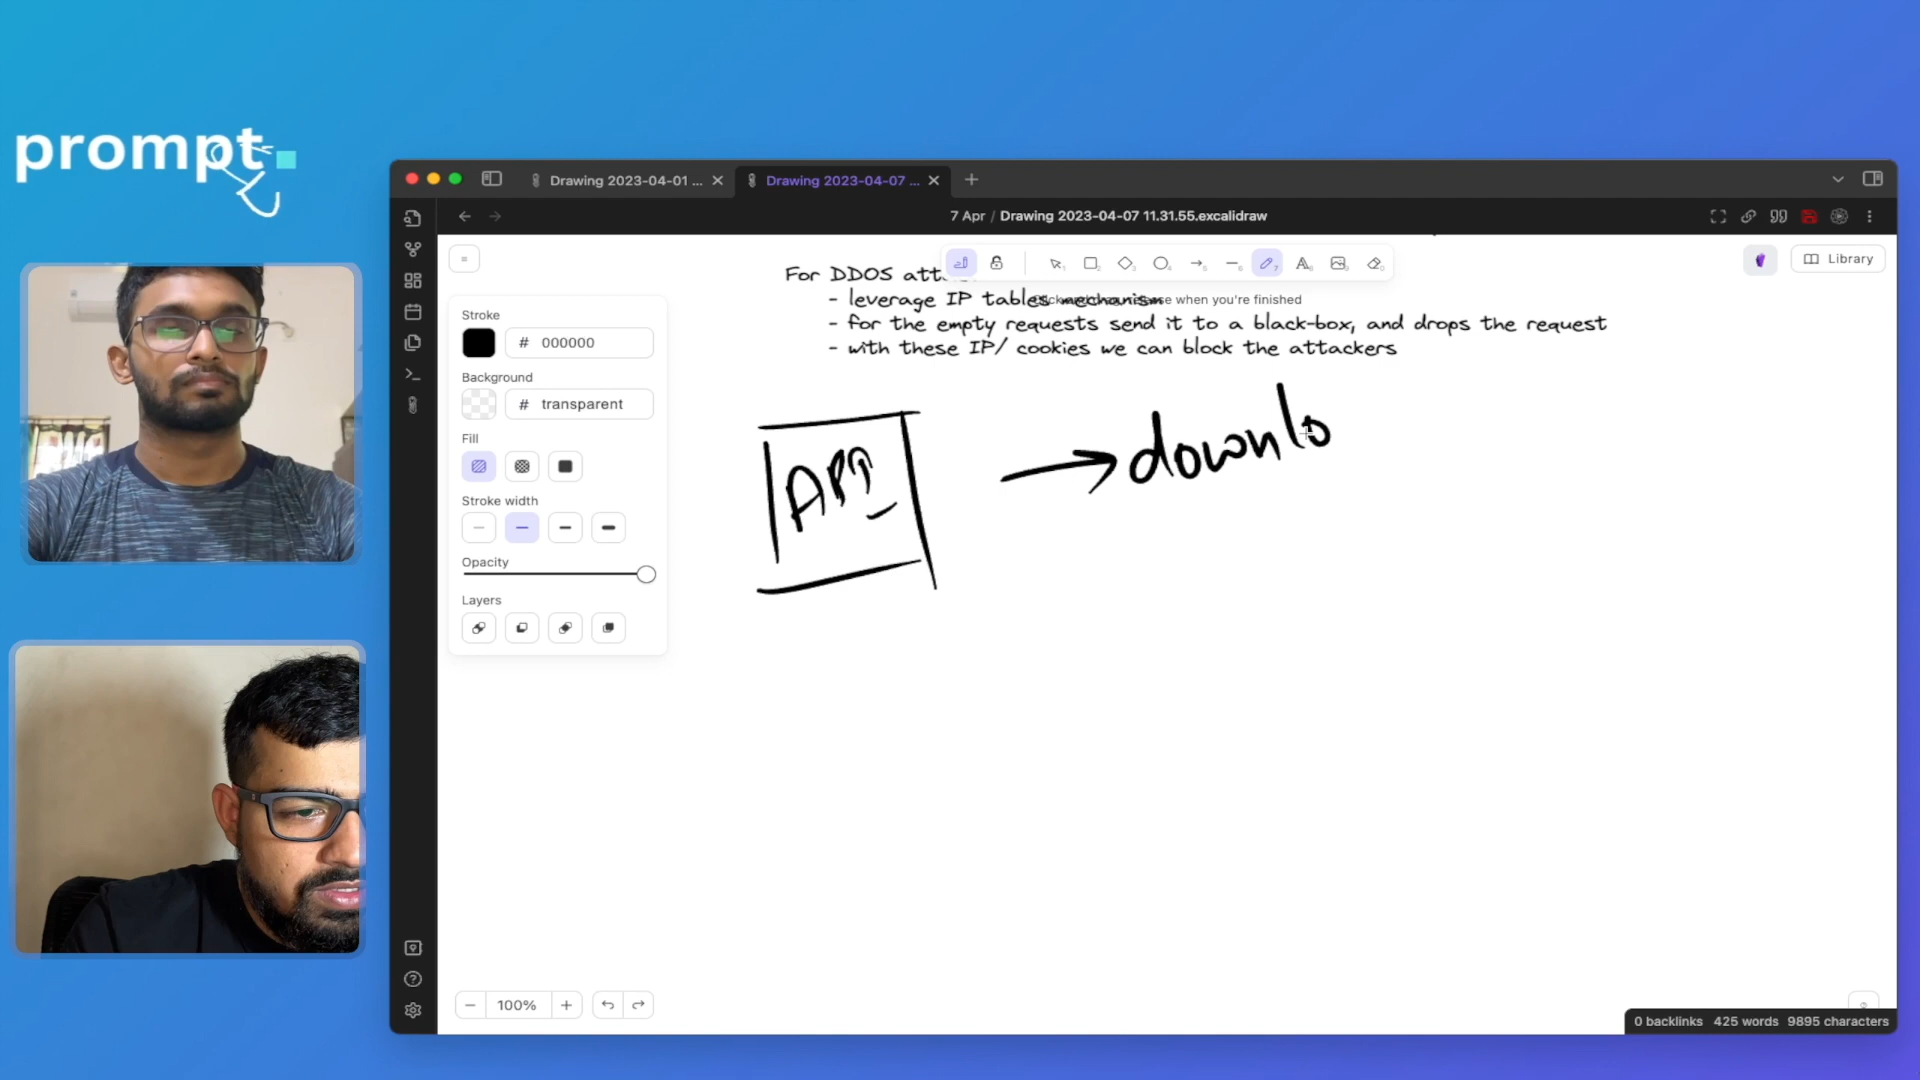 prompt.
Drawing 2023-04-01 ...
Drawing 2023-04-07 ...
7 Apr / Drawing 2023-04-07 11.31.55.excalidraw
Library
For DDOS att
- leverage IP tables mechanism
release when you're finished
- for the empty requests send it to a black-box, and drops the request
- with these IP/ cookies we can block the attackers
Stroke
# 000000
Background
# transparent
Fill
Stroke width
Opacity
Layers
API
downlo
100%
0 backlinks 425 words 9895 characters